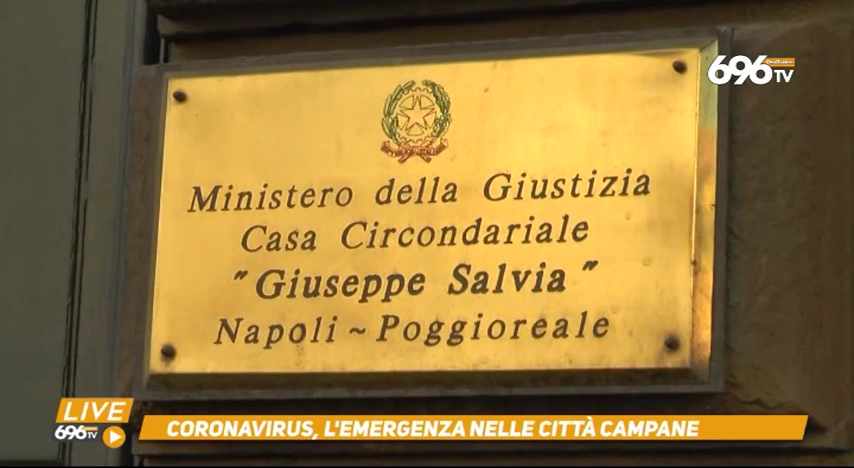 696 TV
Ministero della Giustizia
Casa Circondariale
"Giuseppe Salvia"
Napoli ~ Poggioreale
LIVE
696 TV
CORONAVIRUS, L'EMERGENZA NELLE CITTÀ CAMPANE